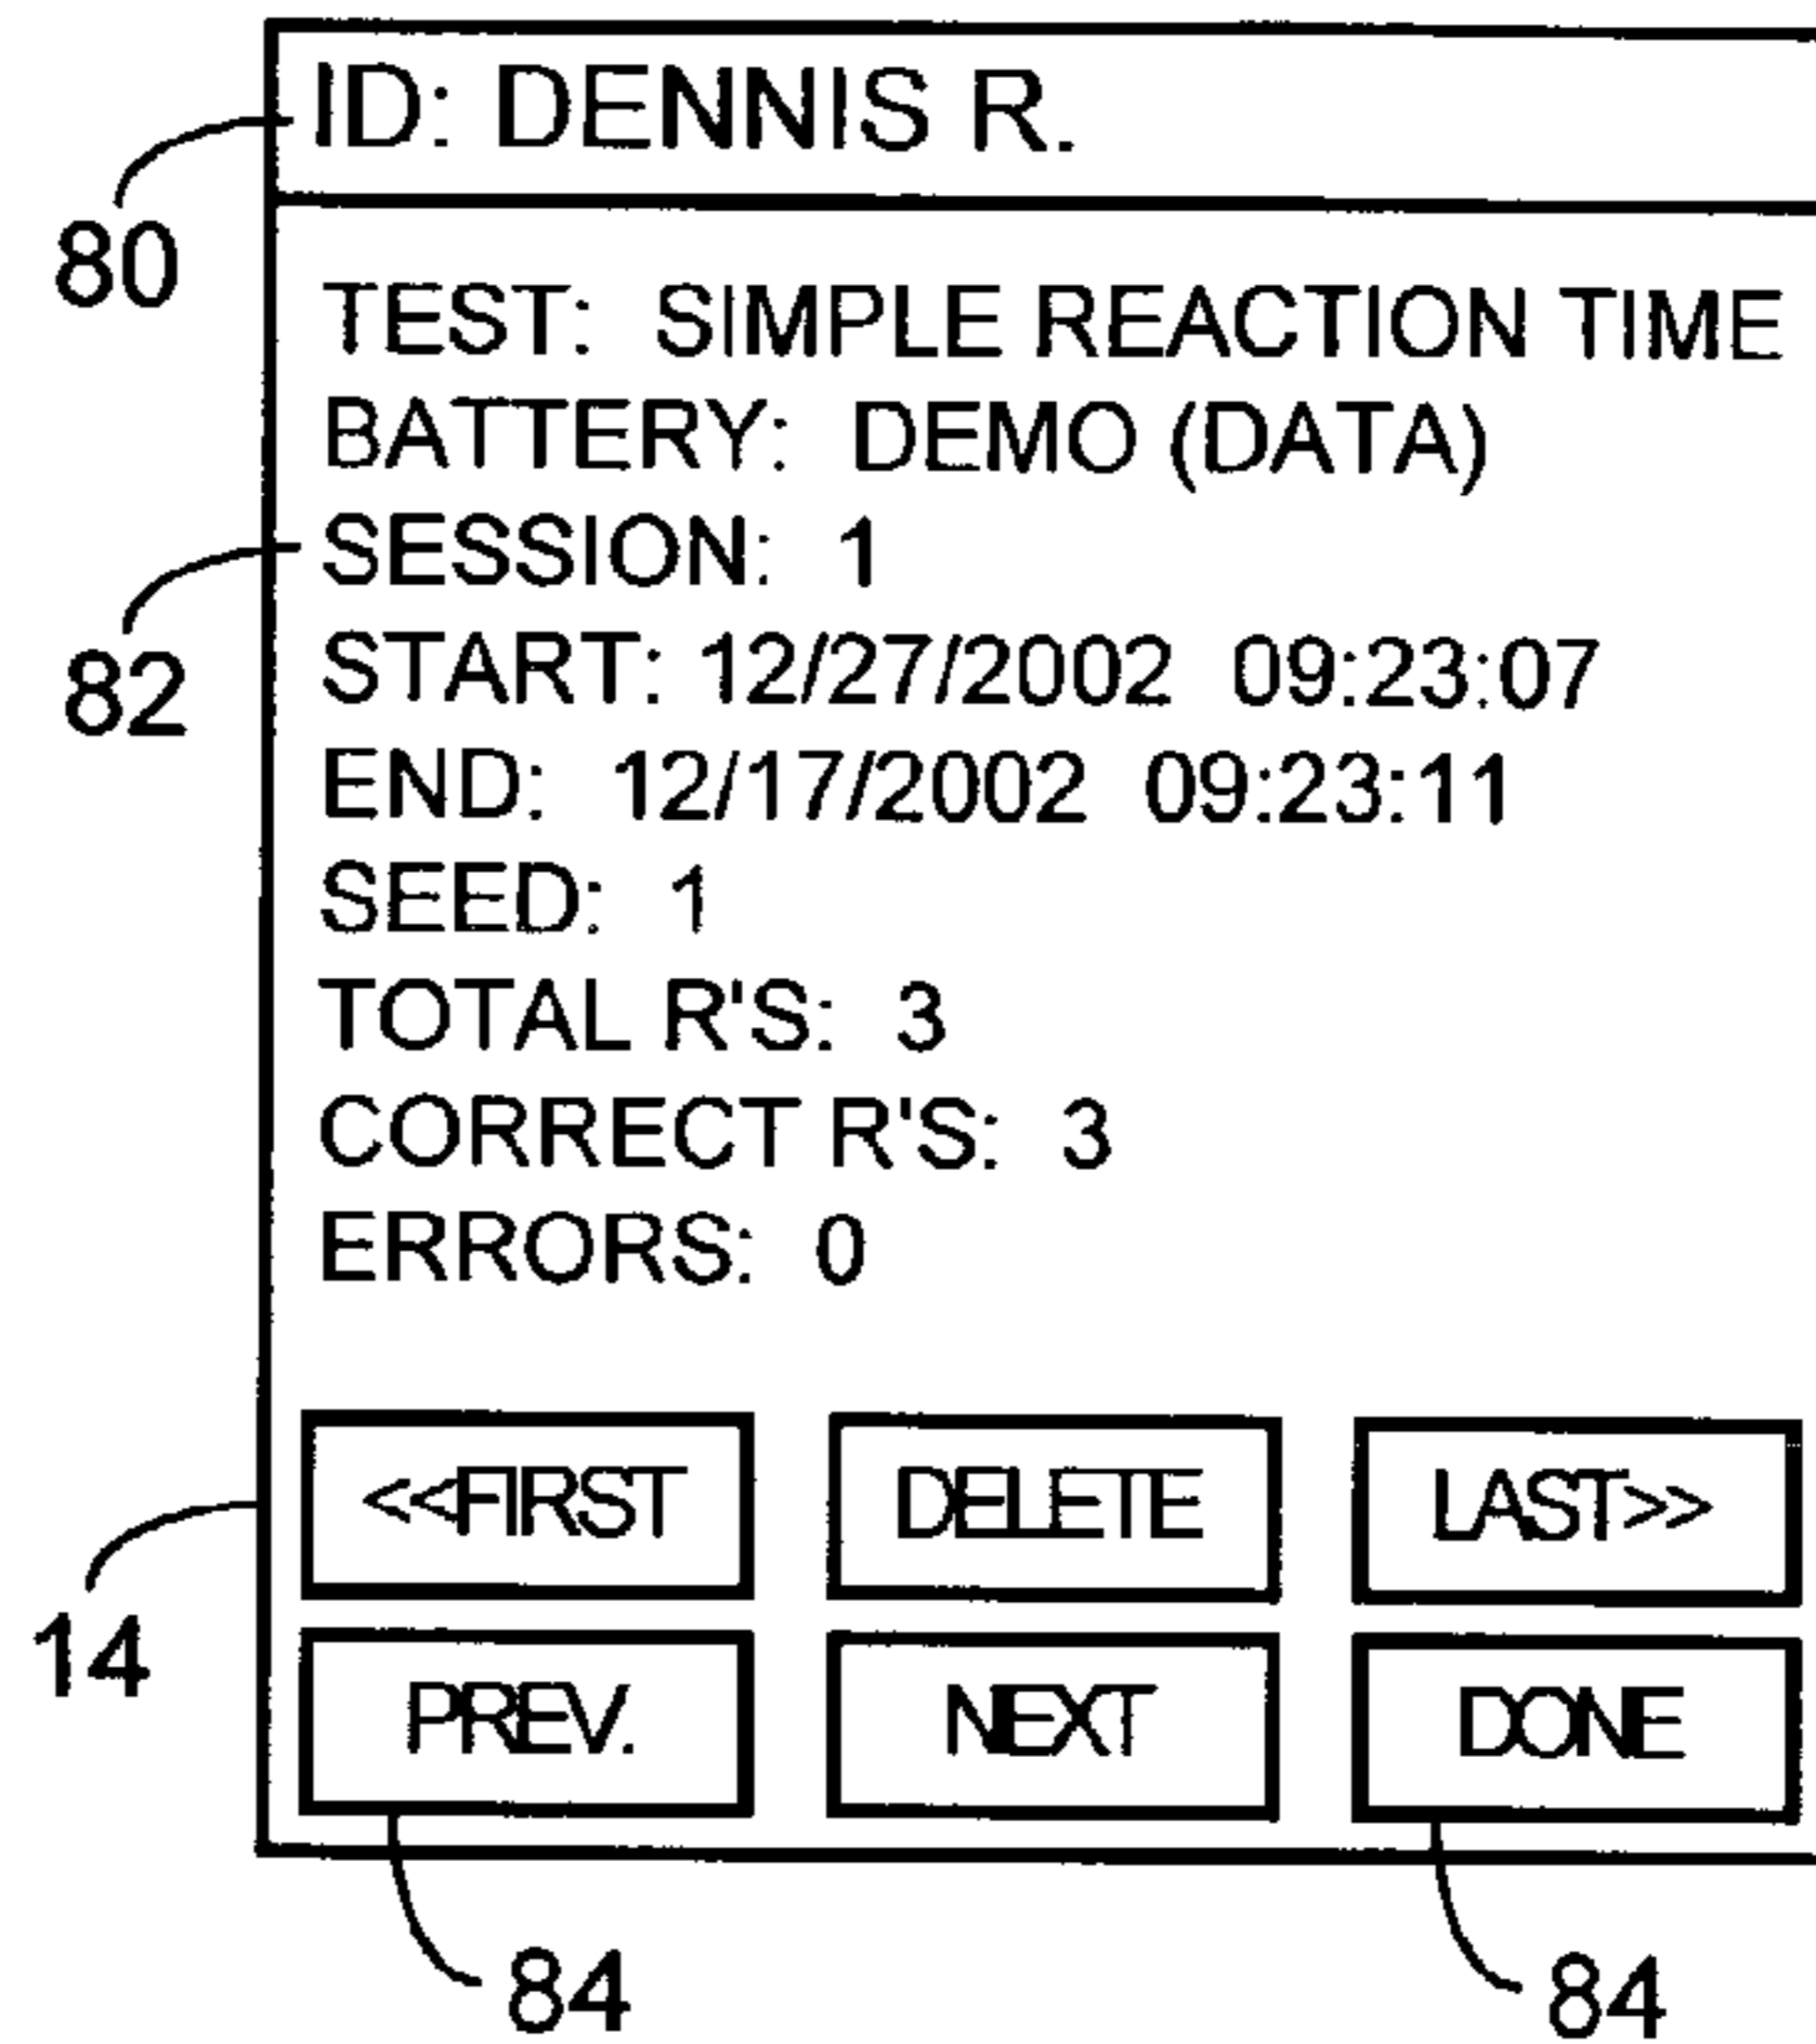 ID: DENNIS R.
80
TEST: SIMPLE REACTION TIME
BATTERY: DEMO (DATA)
SESSION: 1
82
START: 12/27/2002 09:23:07
END: 12/17/2002 09:23:11
SEED: 1
TOTAL R'S: 3
CORRECT R'S: 3
ERRORS: 0
<<FIRST DELETE LAST>>
14
PREV. NEXT DONE
84 84